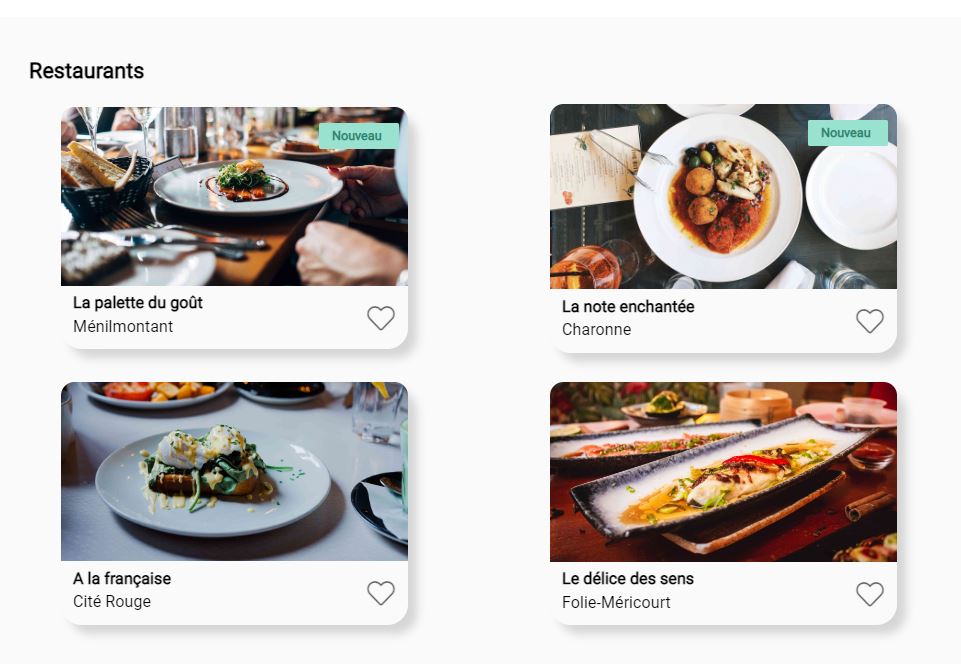 Restaurants
Nouveau
Nouveau
La palette du goût
Ménilmontant
La note enchantée
Charonne
A la française
Cité Rouge
Le délice des sens
Folie-Méricourt